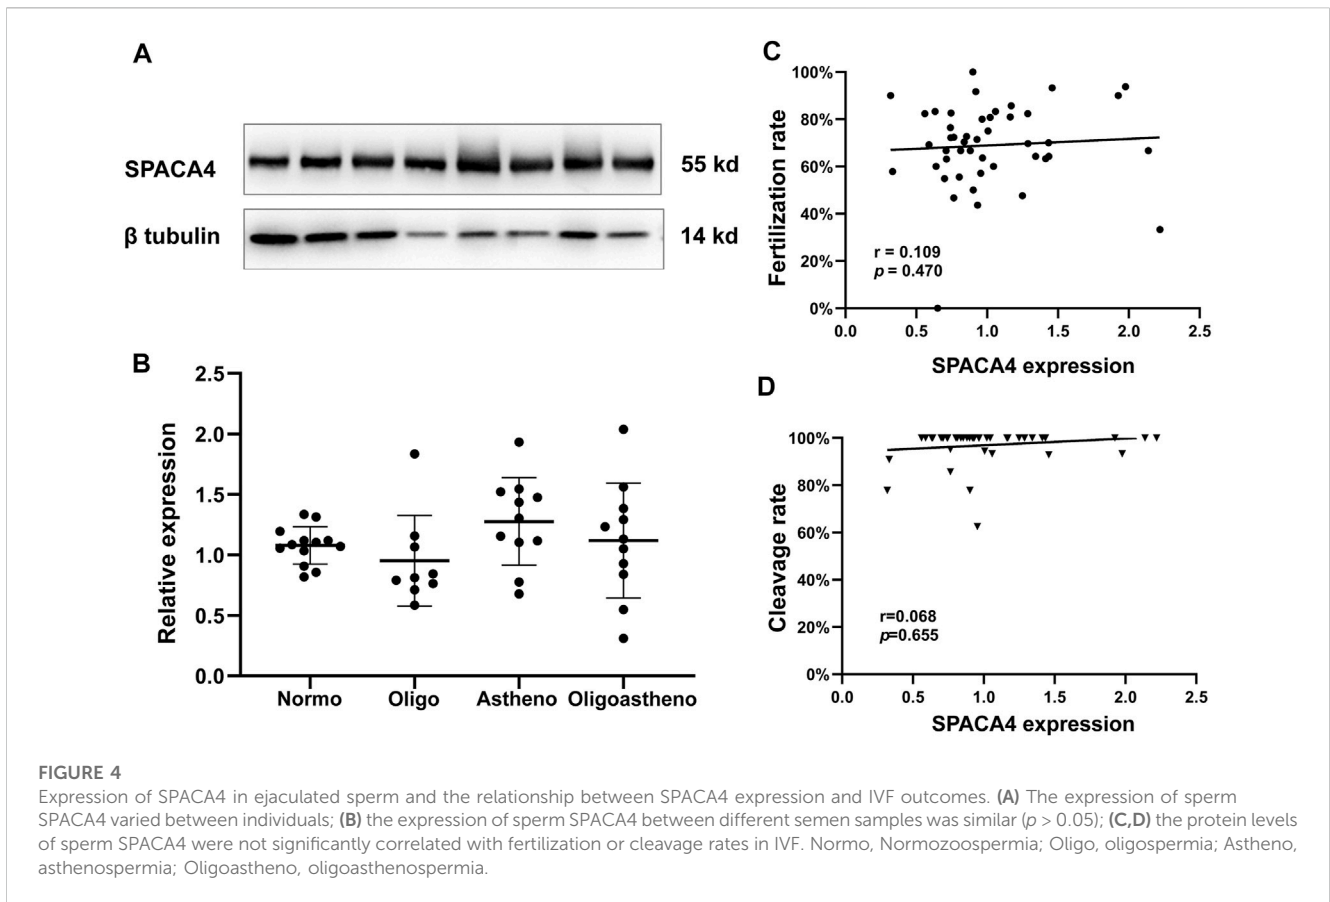 A
SPACA4
55 kd
β tubulin
14 kd
B
Relative expression
2.5
2.0
1.5
1.0
0.5
0.0
Normo
Oligo
Astheno
Oligoastheno
C
Fertilization rate
100%
80%
60%
40%
20%
0%
r = 0.109
p = 0.470
0.0
0.5
1.0
1.5
2.0
2.5
SPACA4 expression
D
Cleavage rate
100%
80%
60%
40%
20%
0%
r=0.068
p=0.655
0.0
0.5
1.0
1.5
2.0
2.5
SPACA4 expression
FIGURE 4
Expression of SPACA4 in ejaculated sperm and the relationship between SPACA4 expression and IVF outcomes. (A) The expression of sperm
SPACA4 varied between individuals; (B) the expression of sperm SPACA4 between different semen samples was similar (p > 0.05); (C,D) the protein levels
of sperm SPACA4 were not significantly correlated with fertilization or cleavage rates in IVF. Normo, Normozoospermia; Oligo, oligospermia; Astheno,
asthenospermia; Oligoastheno, oligoasthenospermia.